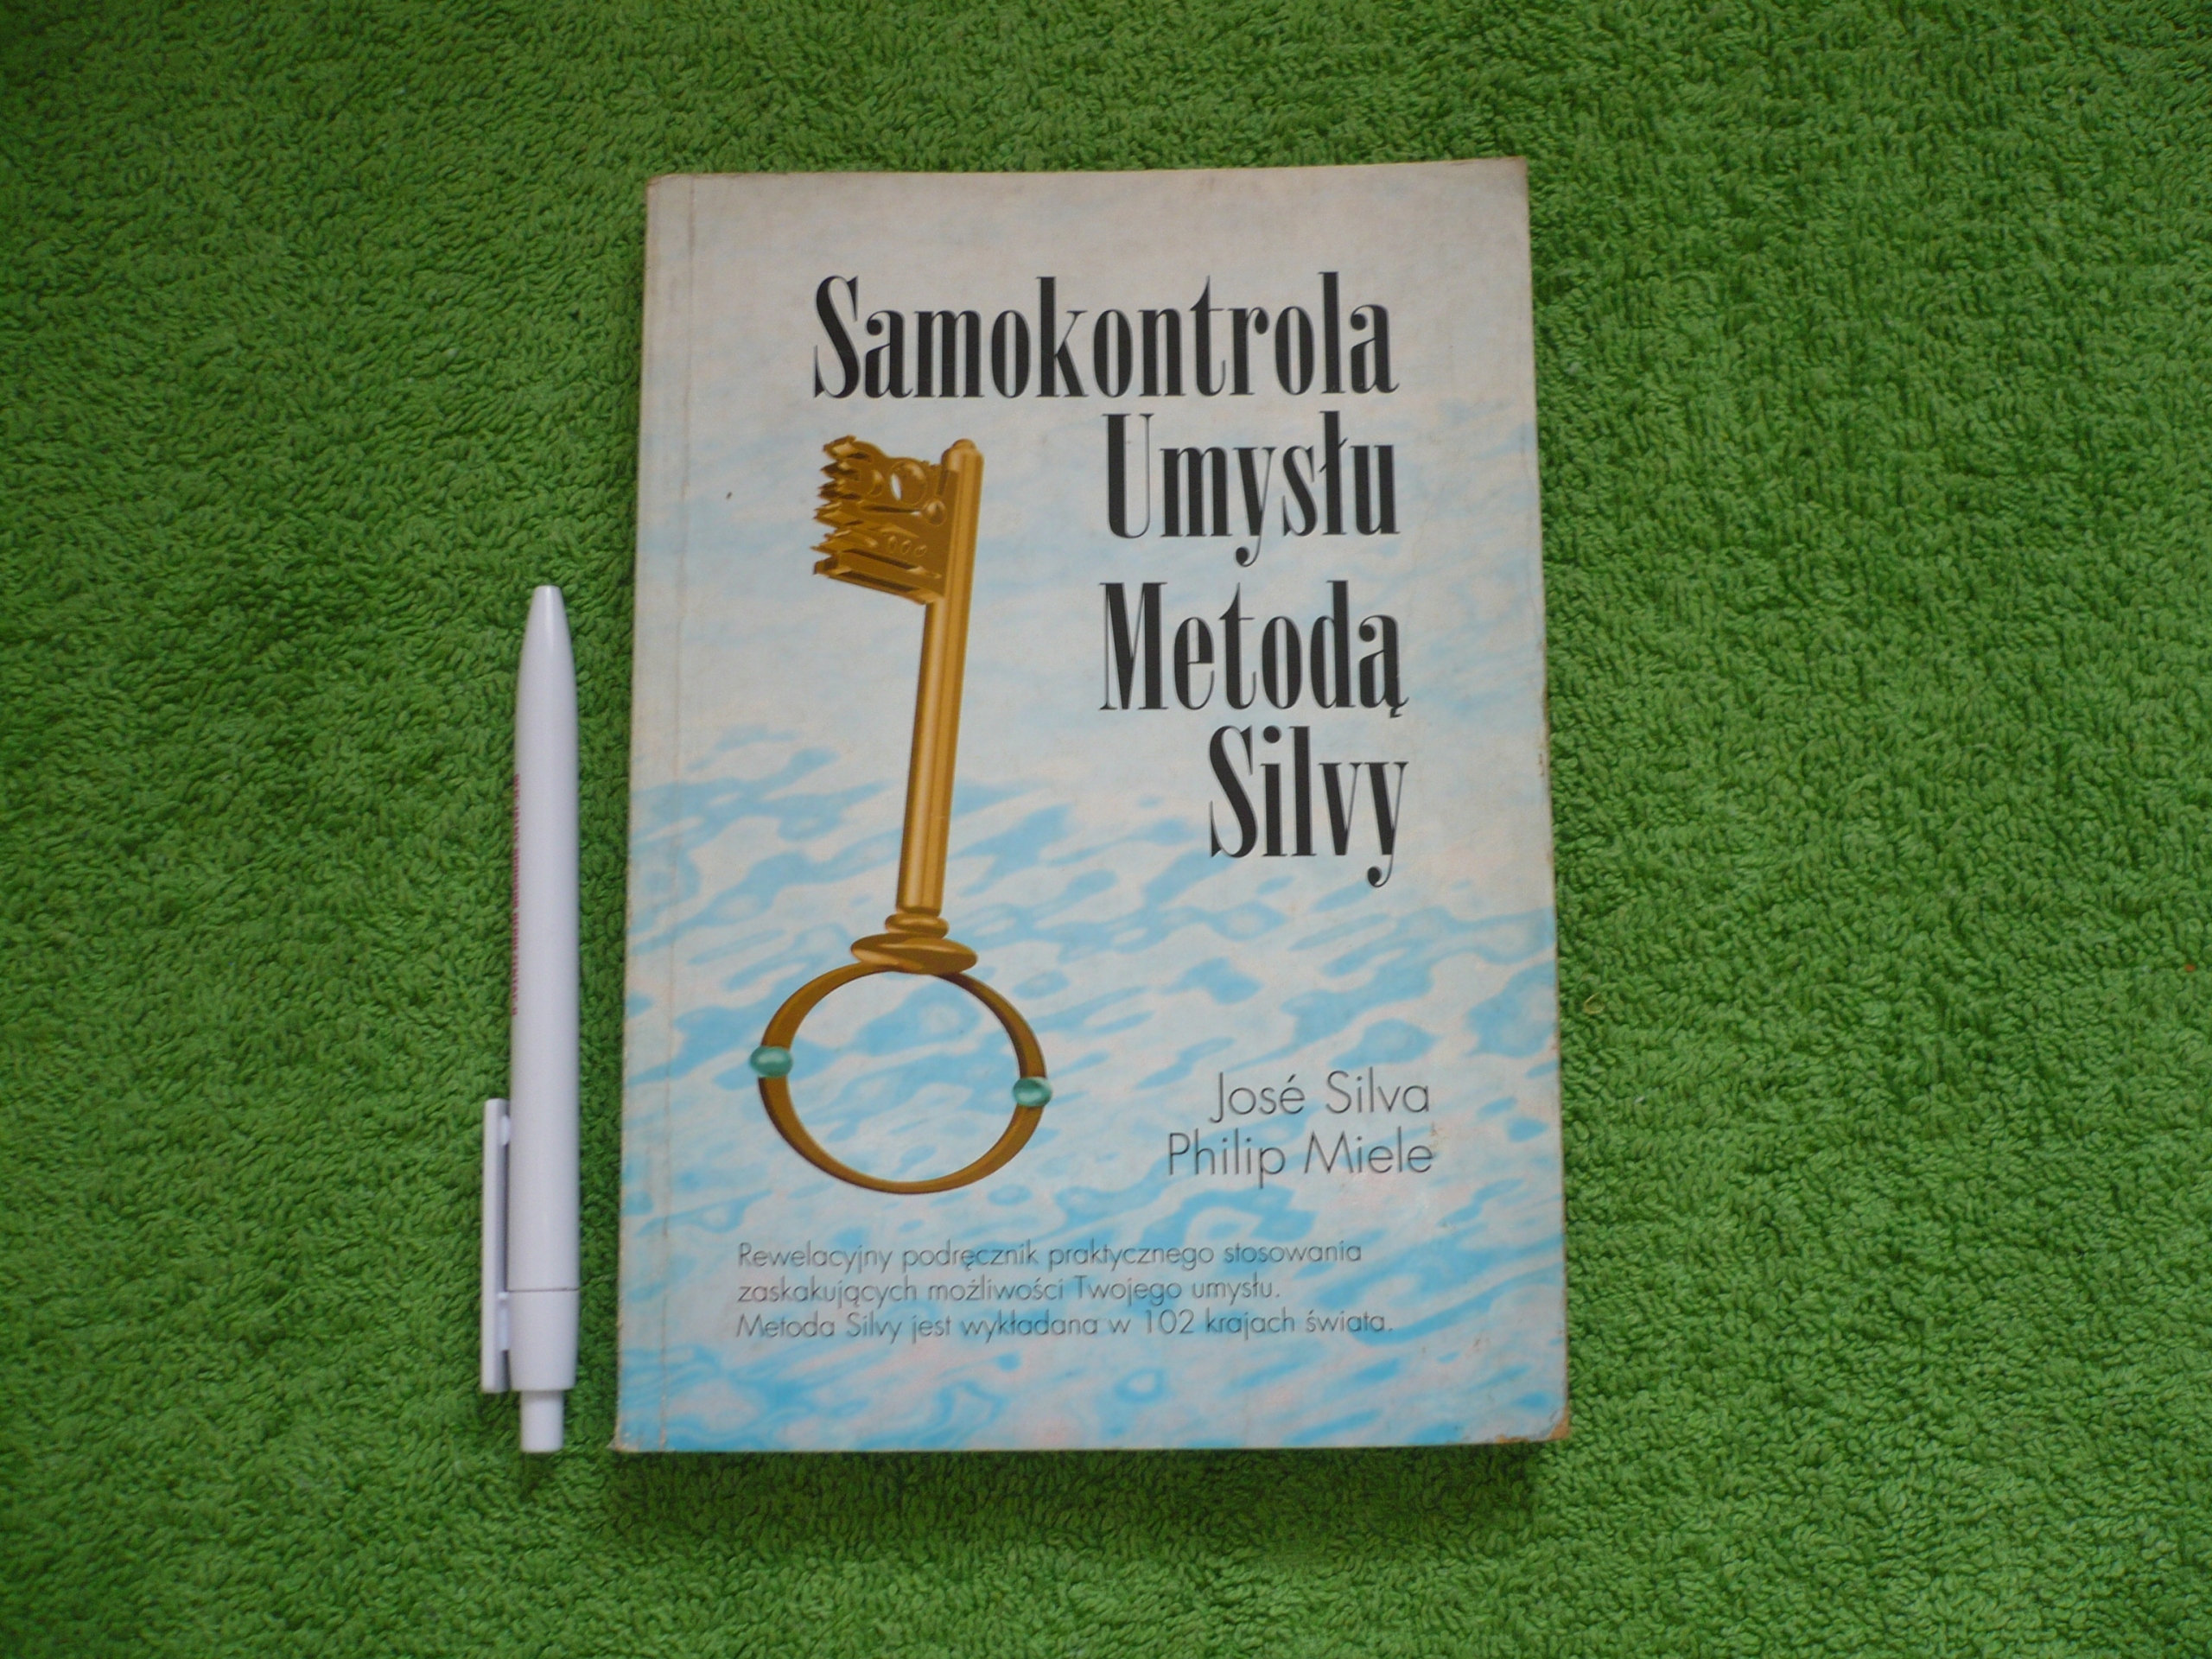 Samokontrola
Umysłu
Metodą
Silvy
José Silva
Philip Miele
Rewelacyjny podręcznik praktycznego stosowania
zaskakujących możliwości Twojego umysłu.
Metoda Silvy jest wykładana w 102 krajach świata.